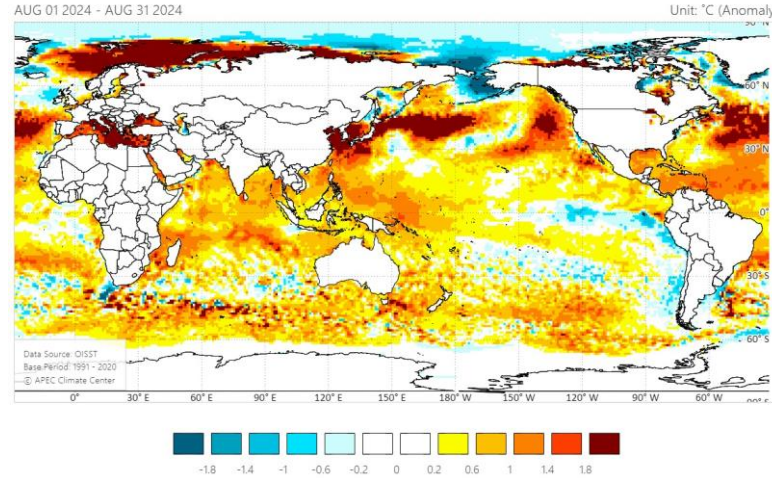 AUG 01 2024 - AUG 31 2024
Unit: ˚C (Anomaly
90° N
30° N
0°
30° S
60° S
Data Source: OISST
Base Period: 1991 - 2020
© APEC Climate Center
0° 30° E 60° E 90° E 120° E 150° E 180° E 150° W 120° W 90° W 60° W
90° S
-1.8 -1.4 -1 -0.6 -0.2 0 0.2 0.6 1 1.4 1.8